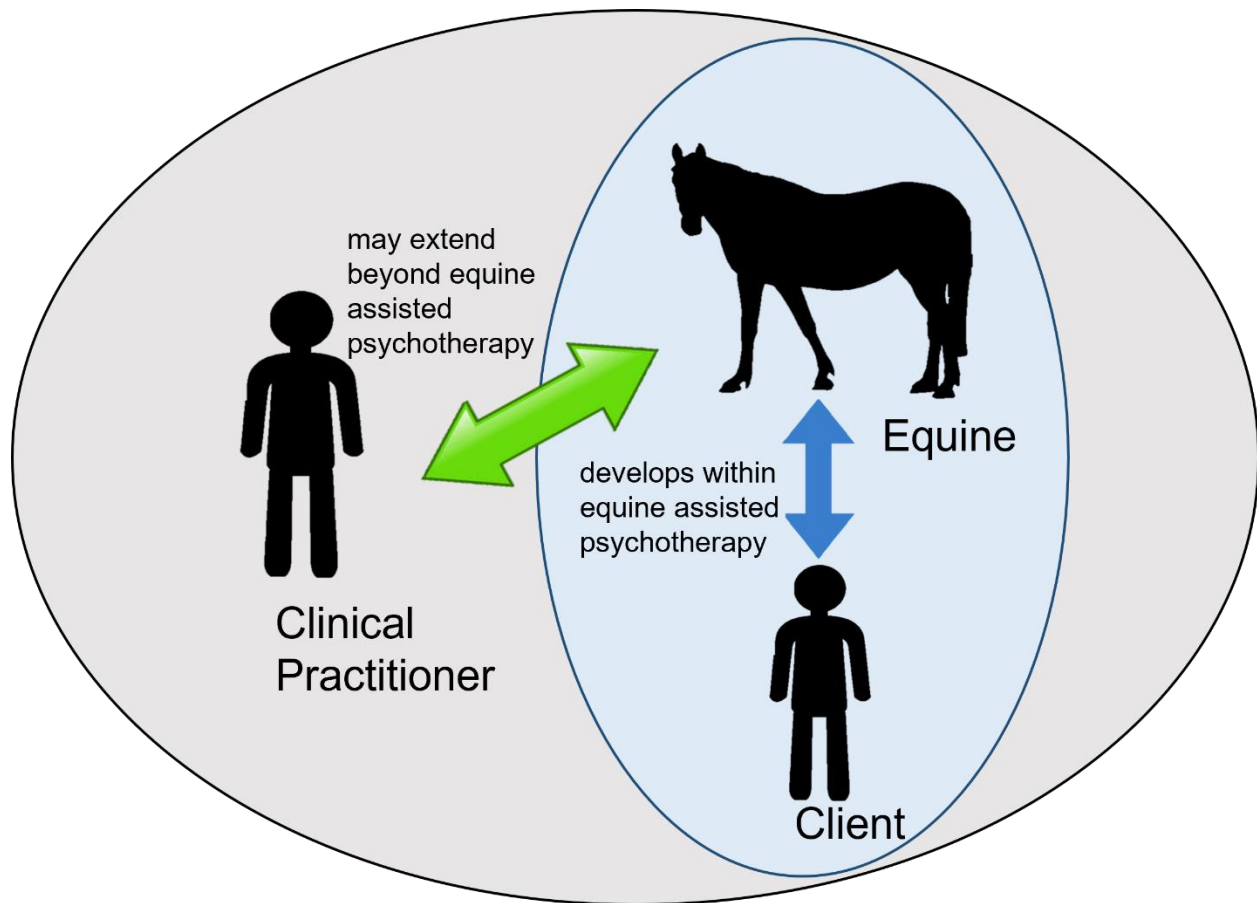 may extend
beyond equine
assisted
psychotherapy
Clinical
Practitioner
Equine
develops within
equine assisted
psychotherapy
Client